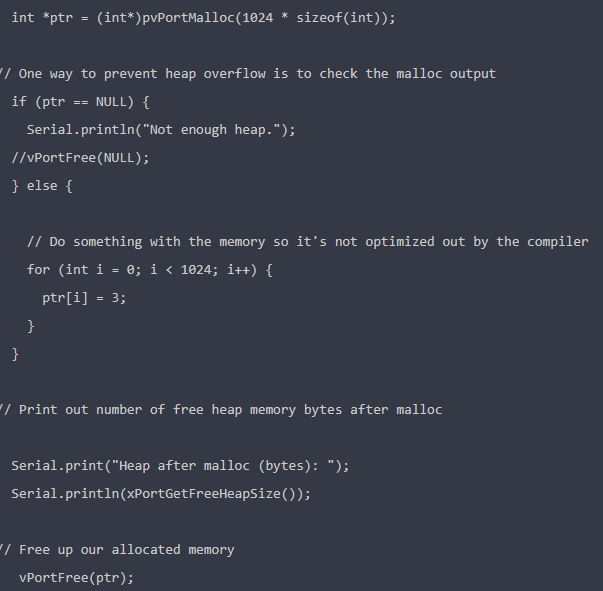 int *ptr = (int*)pvPortMalloc(1024 * sizeof(int));
// One way to prevent heap overflow is to check the malloc output
if (ptr == NULL) {
Serial.println("Not enough heap.");
//vPortFree(NULL);
} else {
// Do something with the memory so it's not optimized out by the compiler
for (int i = 0; i < 1024; i++) {
ptr[i] = 3;
}
}
// Print out number of free heap memory bytes after malloc
Serial.print("Heap after malloc (bytes): ");
Serial.println(xPortGetFreeHeapSize());
// Free up our allocated memory
vPortFree(ptr);